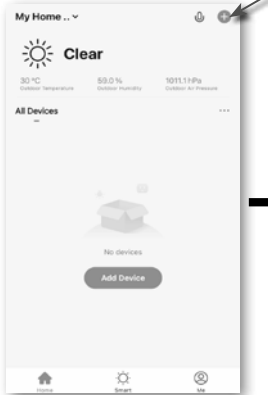 My Home .. 
Clear
30 °C 59.0 % 1011.1 hPa
Outdoor Temperature Outdoor Humidity Outdoor Air Pressure
All Devices ...
No devices
Add Device
Home Smart Me